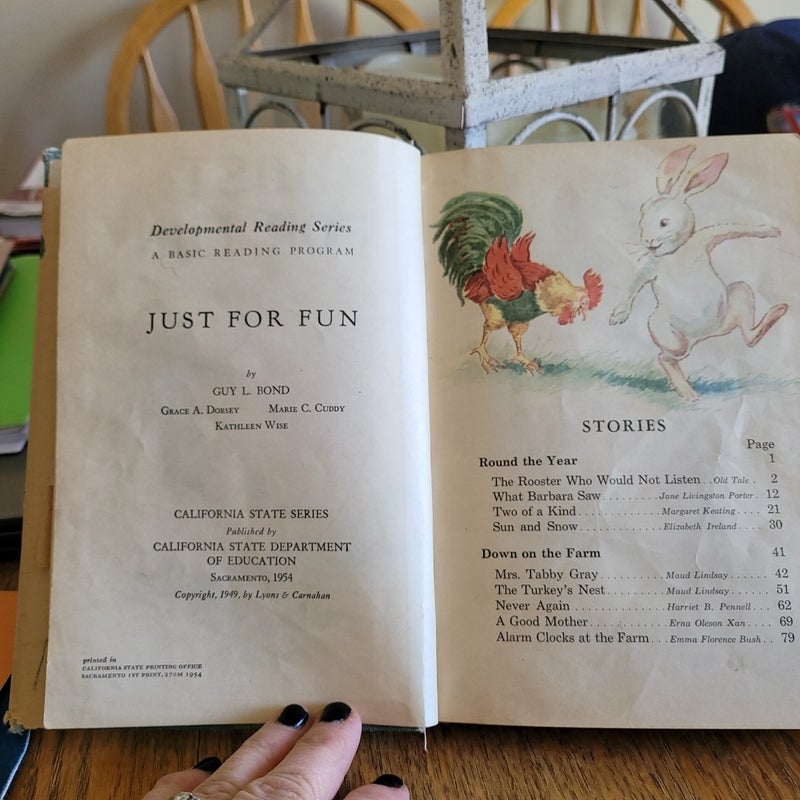 Developmental Reading Series
A BASIC READING PROGRAM
JUST FOR FUN
by
GUY L. BOND
GRACE A. DORSEY MARIE C. CUDDY
KATHLEEN WISE
CALIFORNIA STATE SERIES
Published by
CALIFORNIA STATE DEPARTMENT
OF EDUCATION
SACRAMENTO, 1954
Copyright, 1949, by Lyons & Carnahan
printed in
CALIFORNIA STATE PRINTING OFFICE
SACRAMENTO 1ST PRINT, 270M 1954
STORIES
Page
Round the Year 1
The Rooster Who Would Not Listen . . Old Tale . 2
What Barbara Saw . . . . . . . . . Jane Livingston Porter . 12
Two of a Kind . . . . . . . . . . . . Margaret Keating . . . . 21
Sun and Snow . . . . . . . . . . . . Elizabeth Ireland . . . . 30
Down on the Farm 41
Mrs. Tabby Gray . . . . . . . . . Maud Lindsay . . . . . . 42
The Turkey's Nest . . . . . . . . Maud Lindsay . . . . . . 51
Never Again . . . . . . . . . . . . Harriet B. Pennell . . . . 62
A Good Mother . . . . . . . . . . Erna Oleson Xan . . . . 69
Alarm Clocks at the Farm . . . Emma Florence Bush . . 79